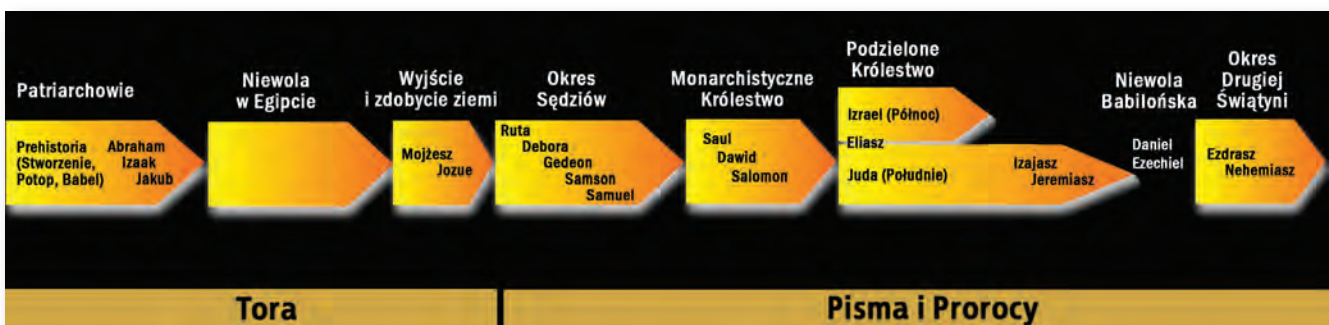 Patriarchowie
Prehistoria
(Stworzenie,
Potop, Babel)
Abraham
Izaak
Jakub
Niewola
w Egipcie
Wyjście
i zdobycie ziemi
Mojżesz
Jozue
Okres
Sędziów
Ruta
Debora
Gedeon
Samson
Samuel
Monarchistyczne
Królestwo
Saul
Dawid
Salomon
Podzielone
Królestwo
Izrael (Północ)
Eliasz
Juda (Południe)
Izajasz
Jeremiasz
Niewola
Babilońska
Daniel
Ezechiel
Okres
Drugiej
Świątyni
Ezdrasz
Nehemiasz
Tora
Pisma i Prorocy